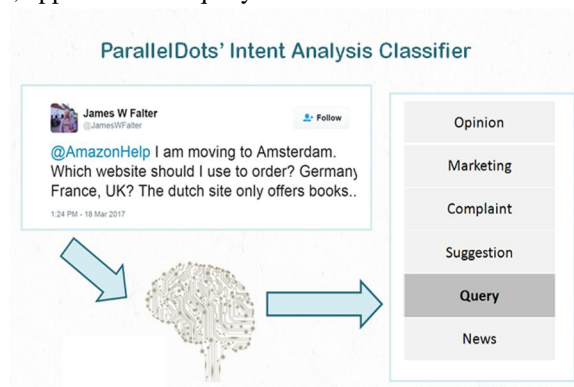 ParallelDots' Intent Analysis Classifier
James W Falter
@JamesWFalter
Follow
@AmazonHelp I am moving to Amsterdam.
Which website should I use to order? Germany
France, UK? The dutch site only offers books..
1:24 PM - 18 Mar 2017
Opinion
Marketing
Complaint
Suggestion
Query
News